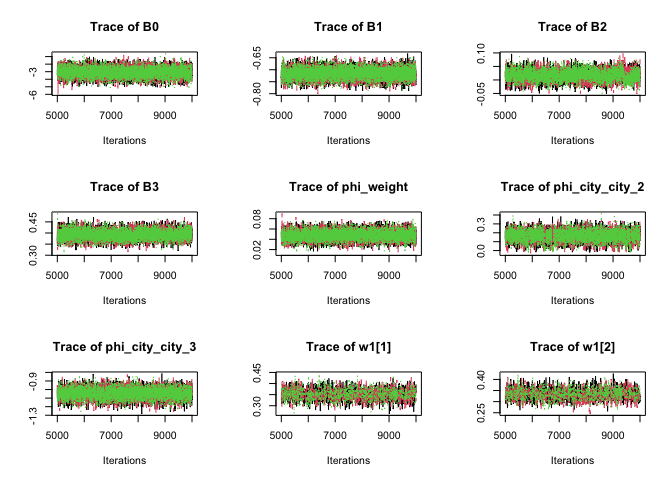 Trace of B0
-3
-6
5000 7000 9000
Iterations
Trace of B1
-0.65
-0.80
5000 7000 9000
Iterations
Trace of B2
0.10
-0.05
5000 7000 9000
Iterations
Trace of B3
0.45
0.30
5000 7000 9000
Iterations
Trace of phi_weight
0.08
0.02
5000 7000 9000
Iterations
Trace of phi_city_city_2
0.3
0.0
5000 7000 9000
Iterations
Trace of phi_city_city_3
-0.9
-1.3
5000 7000 9000
Iterations
Trace of w1[1]
0.45
0.30
5000 7000 9000
Iterations
Trace of w1[2]
0.40
0.25
5000 7000 9000
Iterations